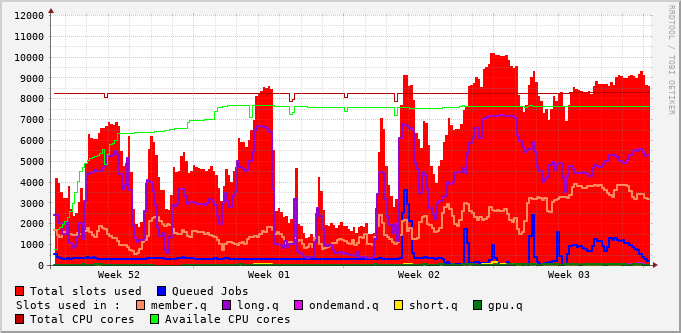 12000
11000
10000
9000
8000
7000
6000
5000
4000
3000
2000
1000
0
Week 52 Week 01 Week 02 Week 03
Total slots used Queued Jobs
Slots used in : member.q long.q ondemand.q short.q gpu.q
Total CPU cores Availale CPU cores
RRDTOOL / TOBI OETIKER